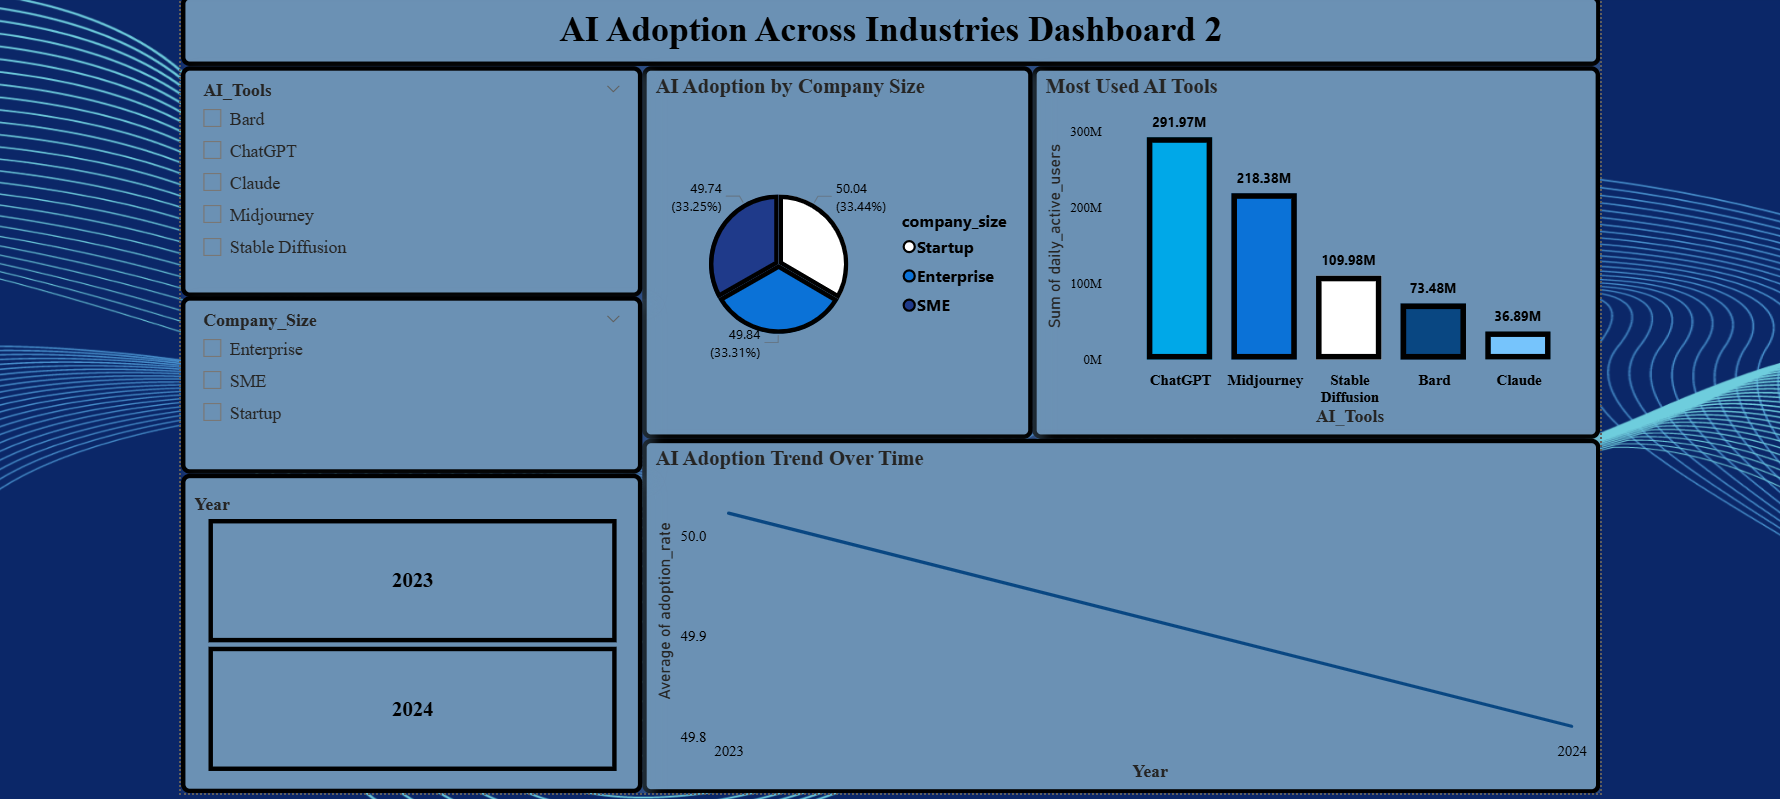 AI Adoption Across Industries Dashboard 2
AI_Tools
Bard
ChatGPT
Claude
Midjourney
Stable Diffusion
Company_Size
Enterprise
SME
Startup
Year
2023
2024
AI Adoption by Company Size
49.74
(33.25%)
50.04
(33.44%)
49.84
(33.31%)
company_size
Startup
Enterprise
SME
Most Used AI Tools
Sum of daily_active_users
300M
200M
100M
0M
291.97M
218.38M
109.98M
73.48M
36.89M
ChatGPT
Midjourney
Stable
Diffusion
Bard
Claude
AI_Tools
AI Adoption Trend Over Time
Average of adoption_rate
50.0
49.9
49.8
2023
2024
Year